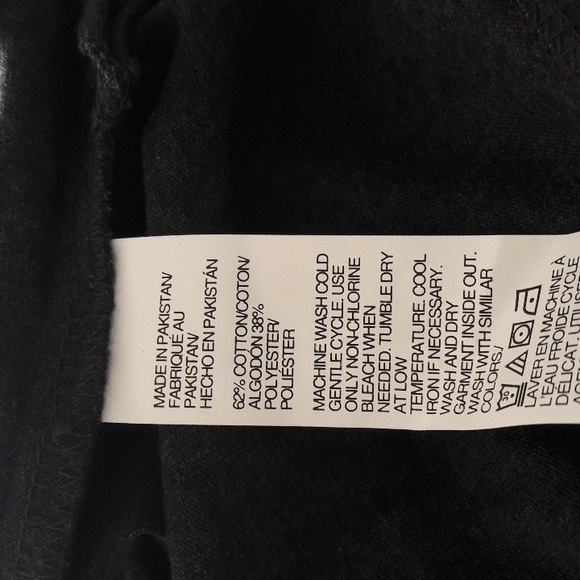 MADE IN PAKISTAN/
FABRIQUÉ AU
PAKISTAN/
HECHO EN PAKISTÁN
62% COTTON/COTON/
ALGODON 38%
POLYESTER/
POLIÉSTER
MACHINE WASH COLD
GENTLE CYCLE. USE
ONLY NON-CHLORINE
BLEACH WHEN
NEEDED. TUMBLE DRY
AT LOW
TEMPERATURE. COOL
IRON IF NECESSARY.
WASH AND DRY
GARMENT INSIDE OUT.
WASH WITH SIMILAR
COLORS./
30
LAVER EN MACHINE À
L'EAU FROIDE CYCLE
DÉLICAT.